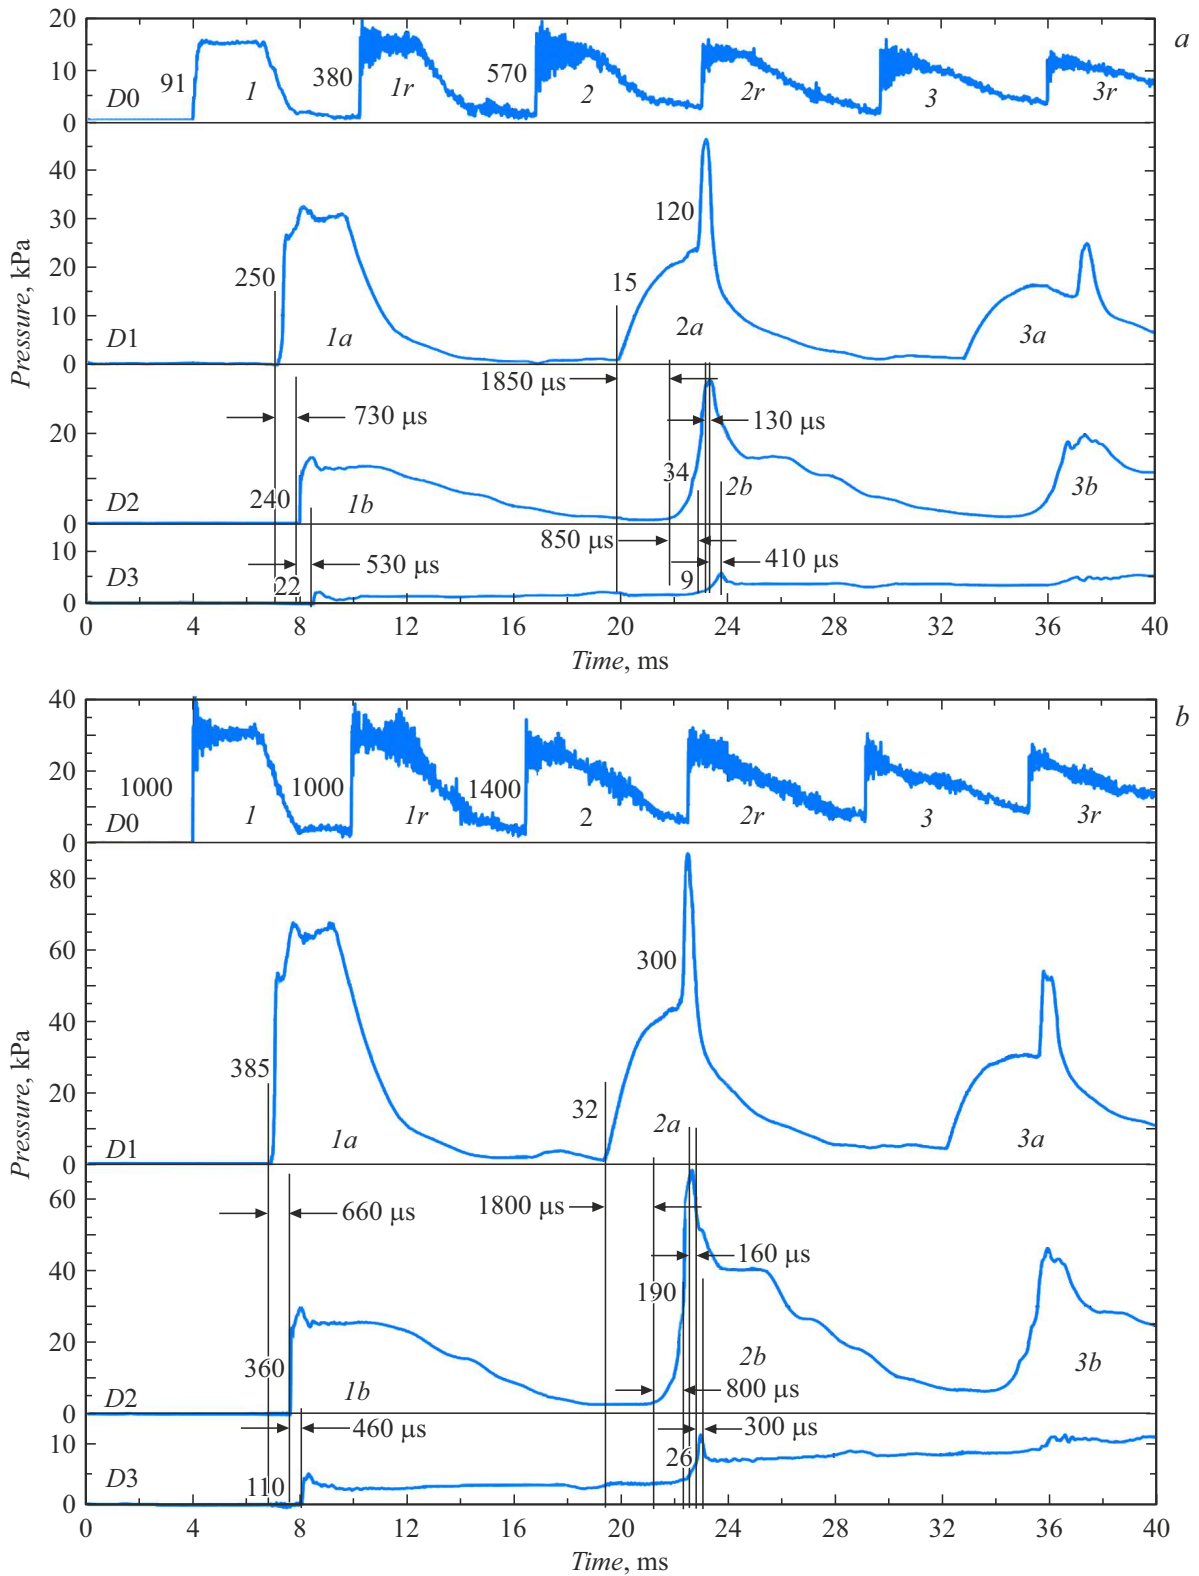 a
20
15
10
5
0
D0
91
1
380
1r
570
2
2r
3
3r
40
30
20
10
0
D1
250
1a
15
120
2a
3a
Pressure, kPa
1850 μs
730 μs
130 μs
20
10
0
D2
240
1b
34
2b
3b
850 μs
410 μs
530 μs
10
0
D3
22
9
0 4 8 12 16 20 24 28 32 36 40
Time, ms
b
40
30
20
10
0
D0
1000
1
1000
1r
1400
2
2r
3
3r
80
60
40
20
0
D1
385
1a
32
300
2a
3a
Pressure, kPa
660 μs
1800 μs
160 μs
60
40
20
0
D2
360
1b
190
2b
3b
800 μs
460 μs
300 μs
10
0
D3
110
26
0 4 8 12 16 20 24 28 32 36 40
Time, ms